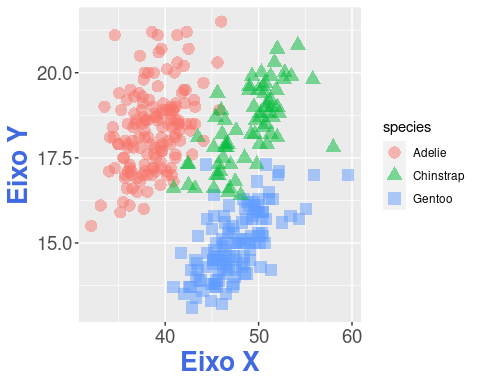 20.0
17.5
15.0
Eixo Y
40
50
60
Eixo X
species
Adelie
Chinstrap
Gentoo